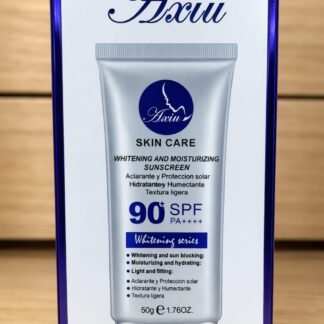 Axiu
Axiu
SKIN CARE
WHITENING AND MOISTURIZING
SUNSCREEN
Aclarante y Proteccion solar
Hidratantey Humectante
Textura ligera
90+ SPF
PA++++
Whitening series
• Whitening and sun blocking:
• Moisturizing and hydrating:
• Light and fitting:
• Aclarante y Proteccion solar
• Hidratante y Humectante
• Textura ligera
50g ℮ 1.76OZ.